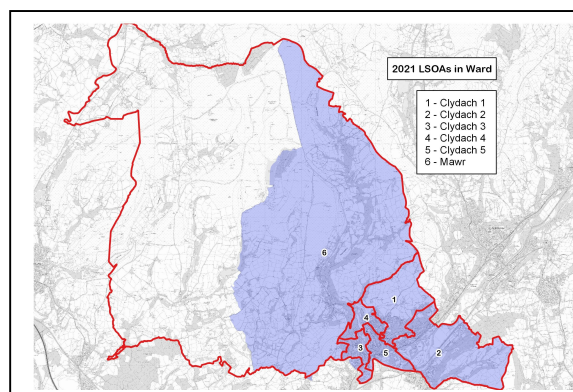 2021 LSOAs in Ward
1 - Clydach 1
2 - Clydach 2
3 - Clydach 3
4 - Clydach 4
5 - Clydach 5
6 - Mawr
6
1
4
3
5
2